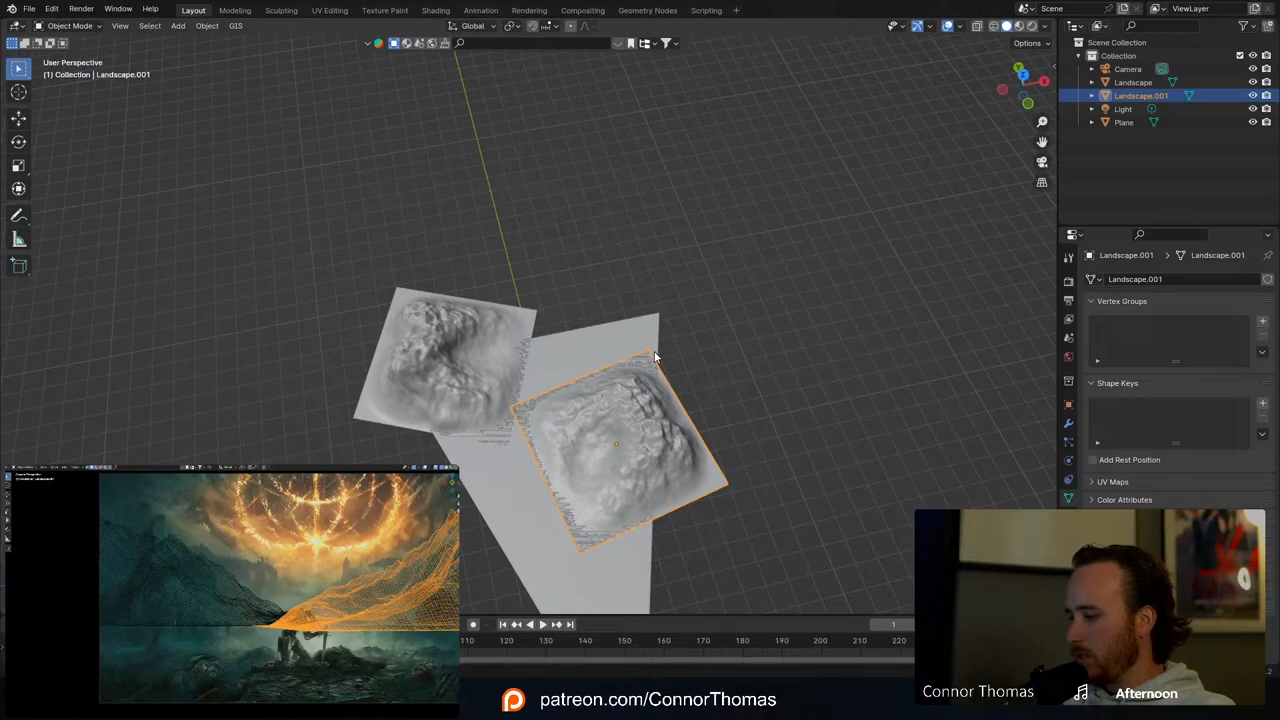 File Edit Render Window Help Layout Modeling Sculpting UV Editing Texture Paint Shading Animation Rendering Compositing Geometry Nodes Scripting + Scene ViewLayer
Object Mode View Select Add Object GIS Global
Options
User Perspective
(1) Collection | Landscape.001
Scene Collection
Collection
Camera
Landscape
Landscape.001
Light
Plane
Landscape.001 > Landscape.001
Landscape.001
Vertex Groups
Shape Keys
Add Rest Position
UV Maps
Color Attributes
110 120 130 140 150 160 170 180 190 200 210 220
1
patreon.com/ConnorThomas
Connor Thomas
Afternoon